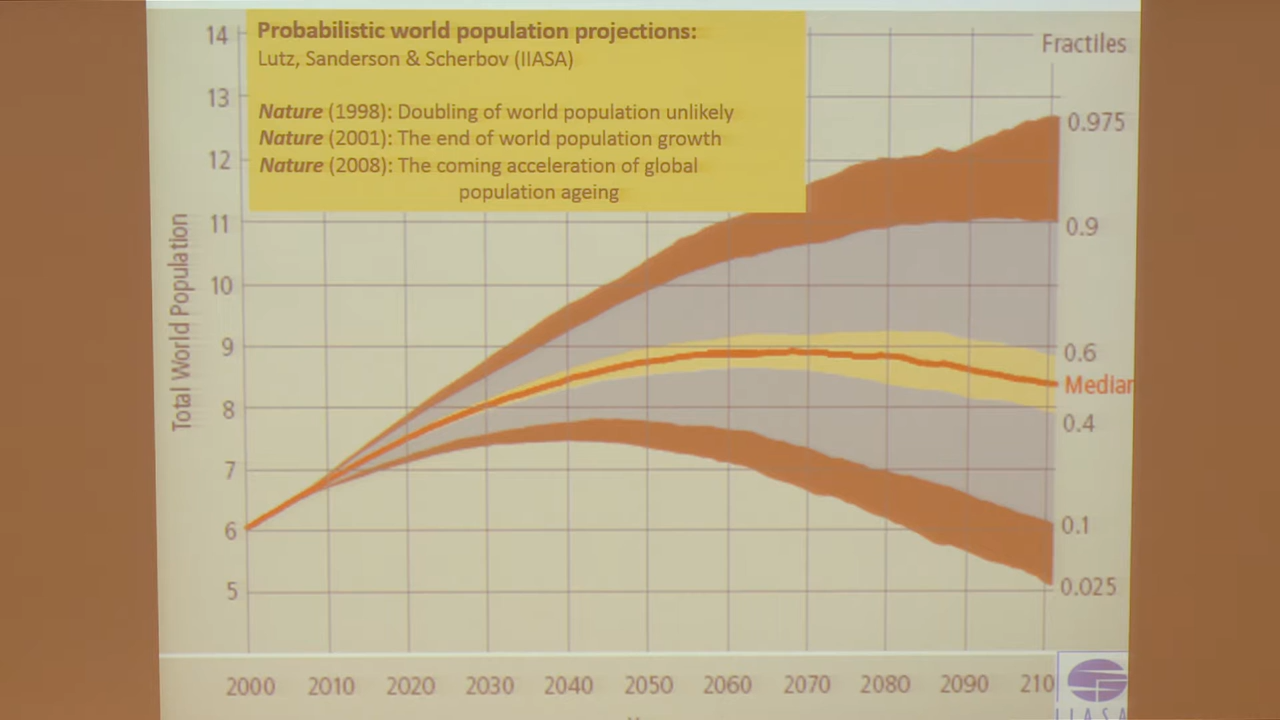 Probabilistic world population projections:
Lutz, Sanderson & Scherbov (IIASA)
Nature (1998): Doubling of world population unlikely
Nature (2001): The end of world population growth
Nature (2008): The coming acceleration of global
population ageing
Fractiles
14
13
12
11
10
9
8
7
6
5
Total World Population
0.975
0.9
0.6
Median
0.4
0.1
0.025
2000 2010 2020 2030 2040 2050 2060 2070 2080 2090 210
IIASA